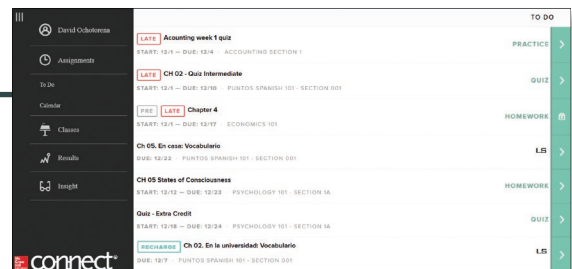 TO DO
David Ochotorena
Assignments
To Do
Calendar
Classes
Results
Insight
Mc Graw Hill Education
connect®
LATE Acounting week 1 quiz
START: 12/1 — DUE: 12/4 · ACCOUNTING SECTION 1
PRACTICE
LATE CH 02 - Quiz Intermediate
START: 12/1 — DUE: 12/10 · PUNTOS SPANISH 101 - SECTION 001
QUIZ
PRE LATE Chapter 4
START: 12/1 — DUE: 12/17 · ECONOMICS 101
HOMEWORK
Ch 05. En casa: Vocabulario
DUE: 12/22 · PUNTOS SPANISH 101 - SECTION 001
LS
CH 05 States of Consciousness
START: 12/12 — DUE: 12/23 · PSYCHOLOGY 101 - SECTION 1A
HOMEWORK
Quiz - Extra Credit
START: 12/18 — DUE: 12/24 · PSYCHOLOGY 101 - SECTION 1A
QUIZ
RECHARGE Ch 02. En la universidad: Vocabulario
DUE: 12/7 · PUNTOS SPANISH 101 - SECTION 001
LS